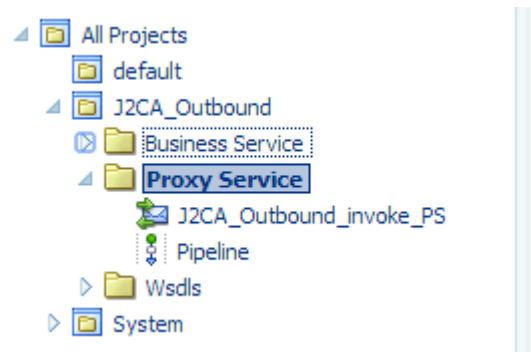 All Projects
default
J2CA_Outbound
Business Service
Proxy Service
J2CA_Outbound_invoke_PS
Pipeline
Wsdls
System